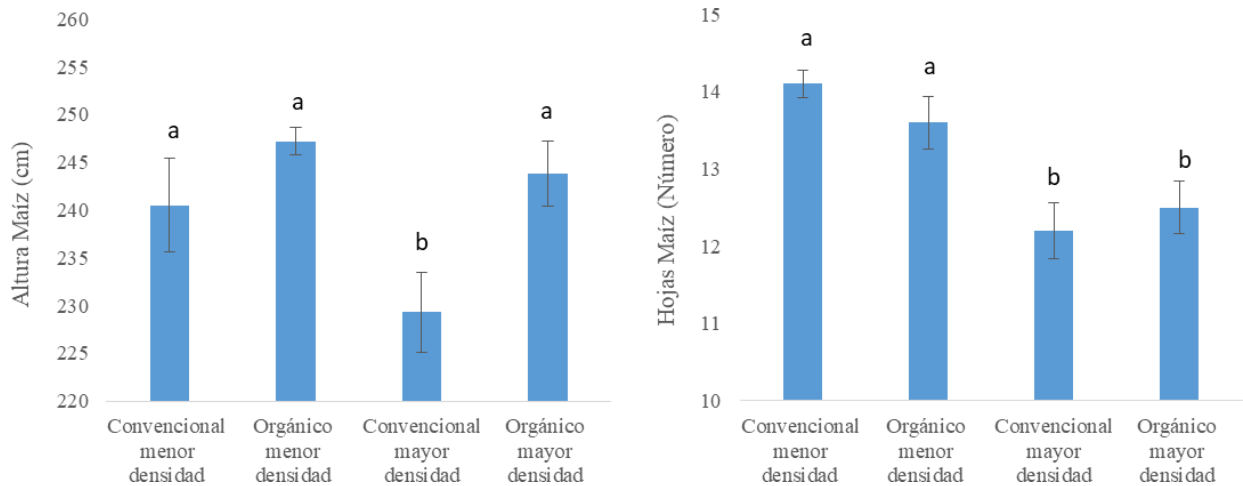 Altura Maíz (cm)
260
255
250
245
240
235
230
225
220
a
a
b
a
Convencional
menor
densidad
Orgánico
menor
densidad
Convencional
mayor
densidad
Orgánico
mayor
densidad
Hojas Maíz (Número)
15
14
13
12
11
10
a
a
b
b
Convencional
menor
densidad
Orgánico
menor
densidad
Convencional
mayor
densidad
Orgánico
mayor
densidad